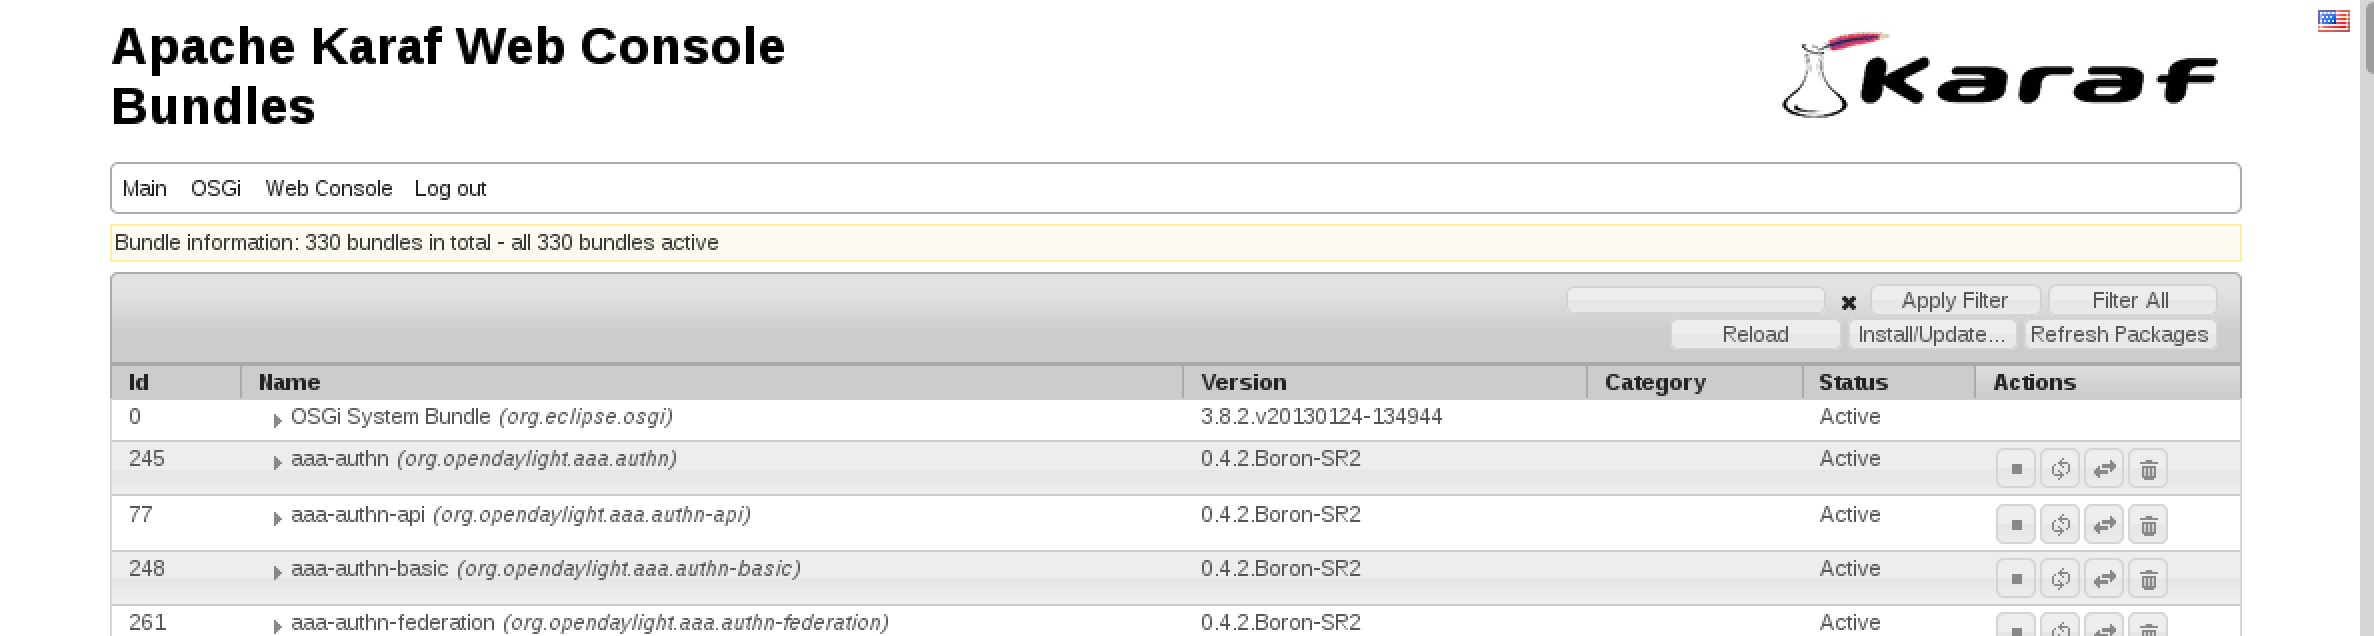 Apache Karaf Web Console
Bundles
Karaf
Main OSGi Web Console Log out
Bundle information: 330 bundles in total - all 330 bundles active
Apply Filter Filter All
Reload Install/Update... Refresh Packages
Id Name Version Category Status Actions
0 OSGi System Bundle (org.eclipse.osgi) 3.8.2.v20130124-134944 Active
245 aaa-authn (org.opendaylight.aaa.authn) 0.4.2.Boron-SR2 Active
77 aaa-authn-api (org.opendaylight.aaa.authn-api) 0.4.2.Boron-SR2 Active
248 aaa-authn-basic (org.opendaylight.aaa.authn-basic) 0.4.2.Boron-SR2 Active
261 aaa-authn-federation (org.opendaylight.aaa.authn-federation) 0.4.2.Boron-SR2 Active